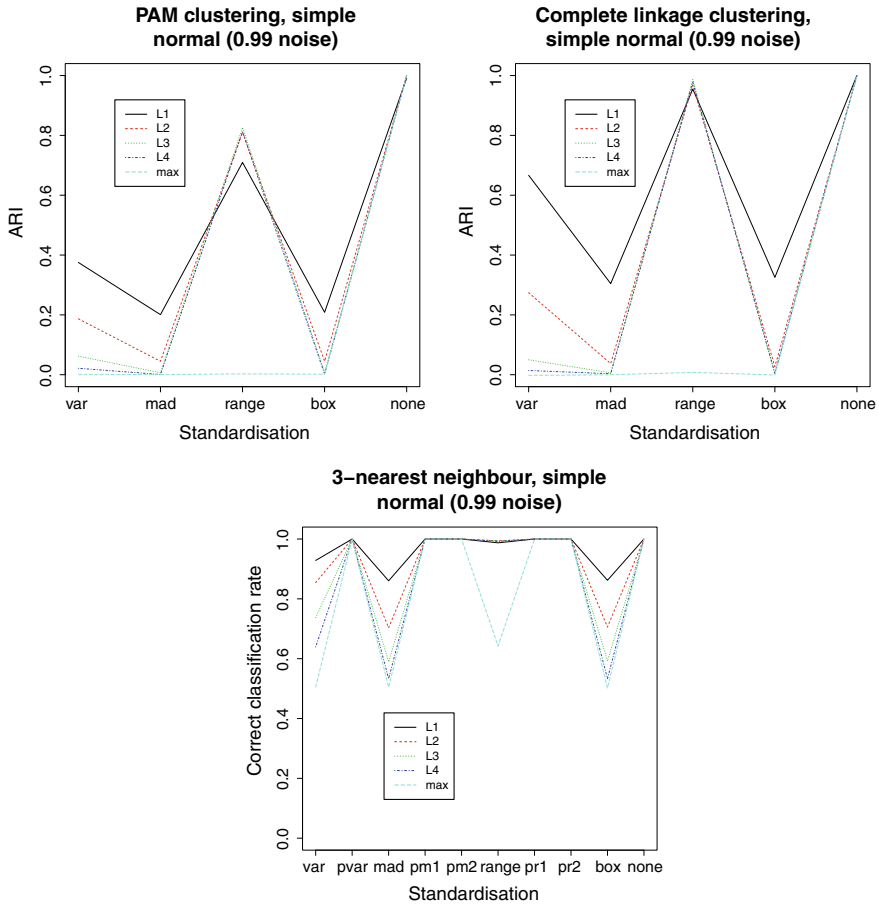 PAM clustering, simple
normal (0.99 noise)
ARI
1.0
0.8
0.6
0.4
0.2
0.0
L1
L2
L3
L4
max
var mad range box none
Standardisation
Complete linkage clustering,
simple normal (0.99 noise)
ARI
1.0
0.8
0.6
0.4
0.2
0.0
L1
L2
L3
L4
max
var mad range box none
Standardisation
3−nearest neighbour, simple
normal (0.99 noise)
Correct classification rate
1.0
0.8
0.6
0.4
0.2
0.0
L1
L2
L3
L4
max
var pvar mad pm1 pm2 range pr1 pr2 box none
Standardisation